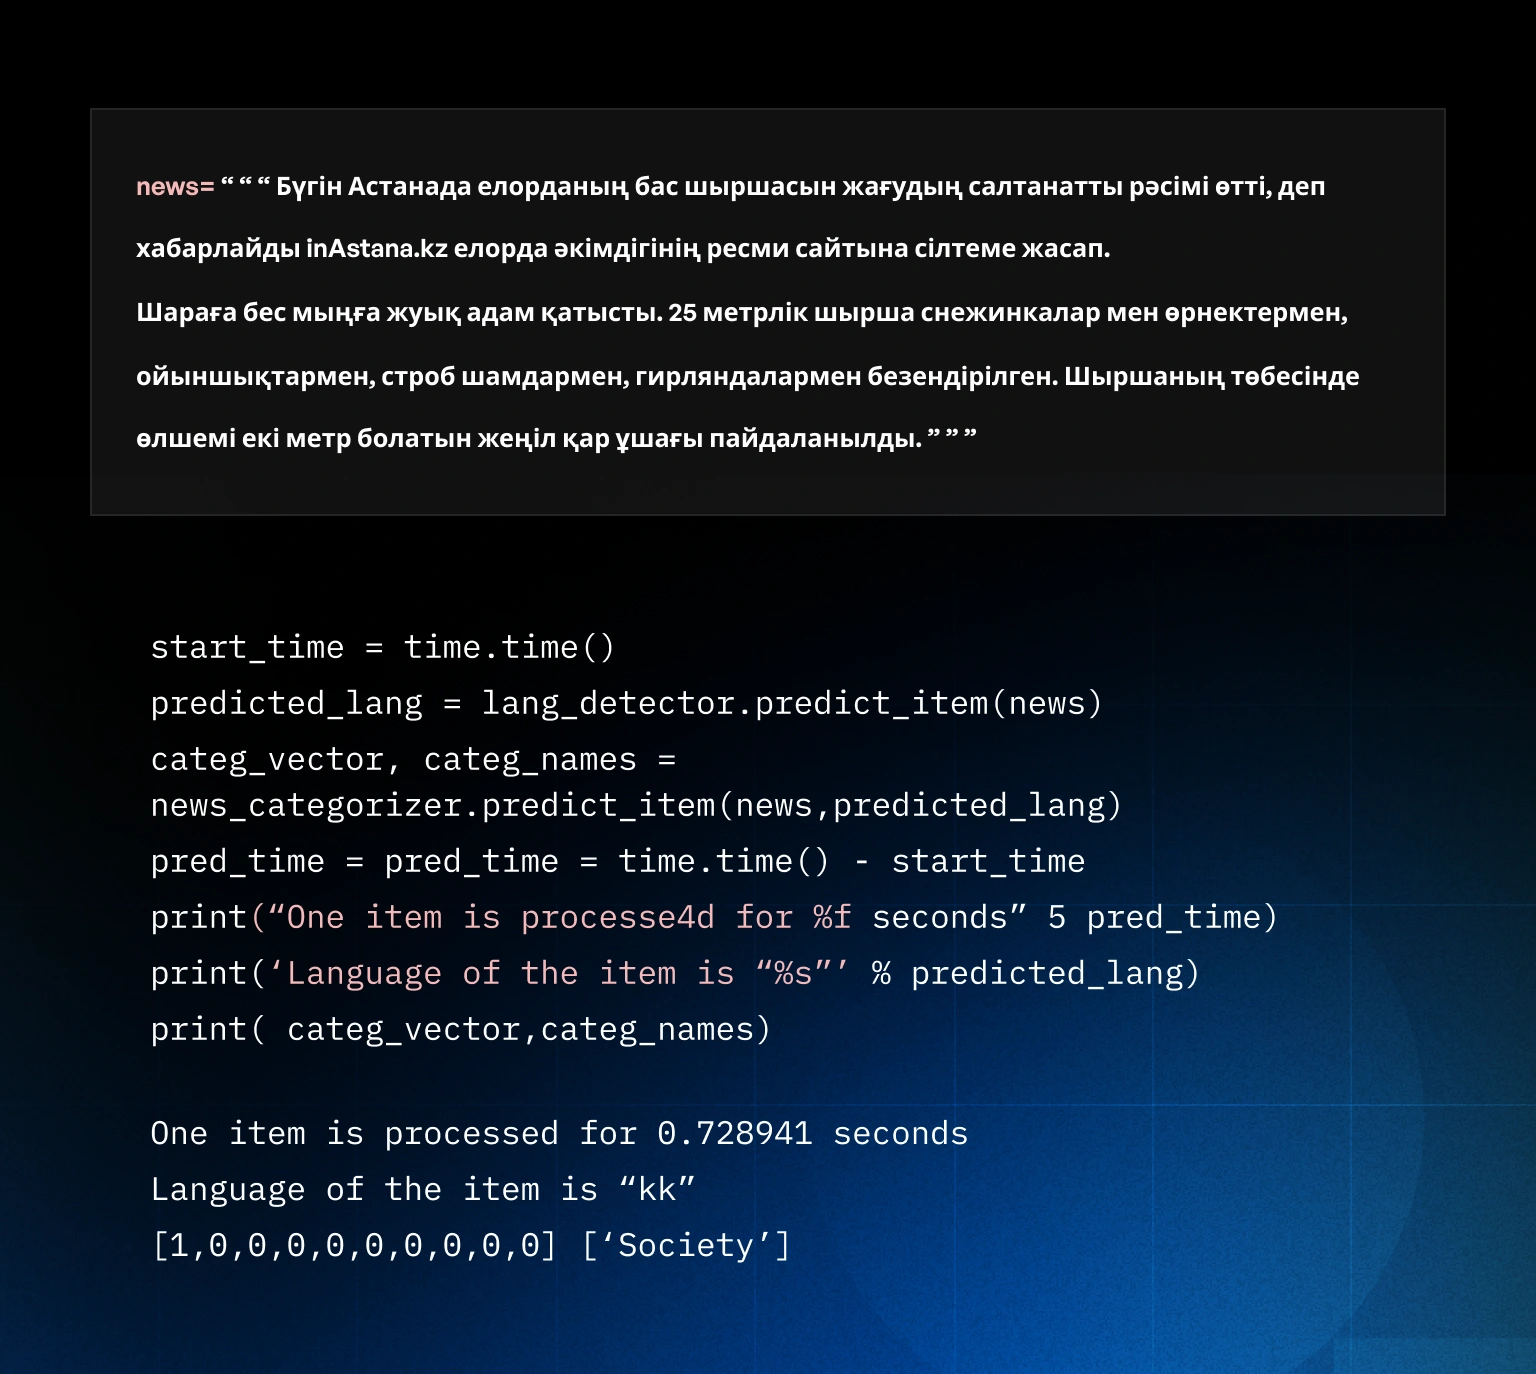 news= “ “ “ Бүгін Астанада елорданың бас шыршасын жағудың салтанатты рәсімі өтті, деп
хабарлайды inAstana.kz елорда әкімдігінің ресми сайтына сілтеме жасап.
Шараға бес мыңға жуық адам қатысты. 25 метрлік шырша снежинкалар мен өрнектермен,
ойыншықтармен, строб шамдармен, гирляндалармен безендірілген. Шыршаның төбесінде
өлшемі екі метр болатын жеңіл қар ұшағы пайдаланылды. ” ” ”
start_time = time.time()
predicted_lang = lang_detector.predict_item(news)
categ_vector, categ_names =
news_categorizer.predict_item(news,predicted_lang)
pred_time = pred_time = time.time() - start_time
print(“One item is processe4d for %f seconds” 5 pred_time)
print(‘Language of the item is “%s”’ % predicted_lang)
print( categ_vector,categ_names)
One item is processed for 0.728941 seconds
Language of the item is “kk”
[1,0,0,0,0,0,0,0,0,0] [‘Society’]